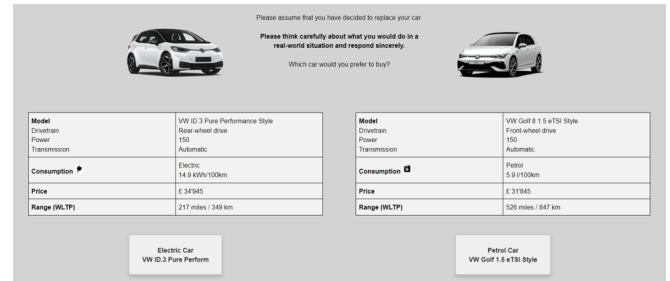 Please assume that you have decided to replace your car.
Please think carefully about what you would do in a
real-world situation and respond sincerely.
Which car would you prefer to buy?
Model VW ID.3 Pure Performance Style
Drivetrain Rear-wheel drive
Power 150
Transmission Automatic
Consumption Electric
14.9 kWh/100km
Price £ 34'945
Range (WLTP) 217 miles / 349 km
Model VW Golf 8 1.5 eTSI Style
Drivetrain Front-wheel drive
Power 150
Transmission Automatic
Consumption Petrol
5.9 l/100km
Price £ 31'845
Range (WLTP) 526 miles / 847 km
Electric Car
VW ID.3 Pure Perform
Petrol Car
VW Golf 1.5 eTSI Style